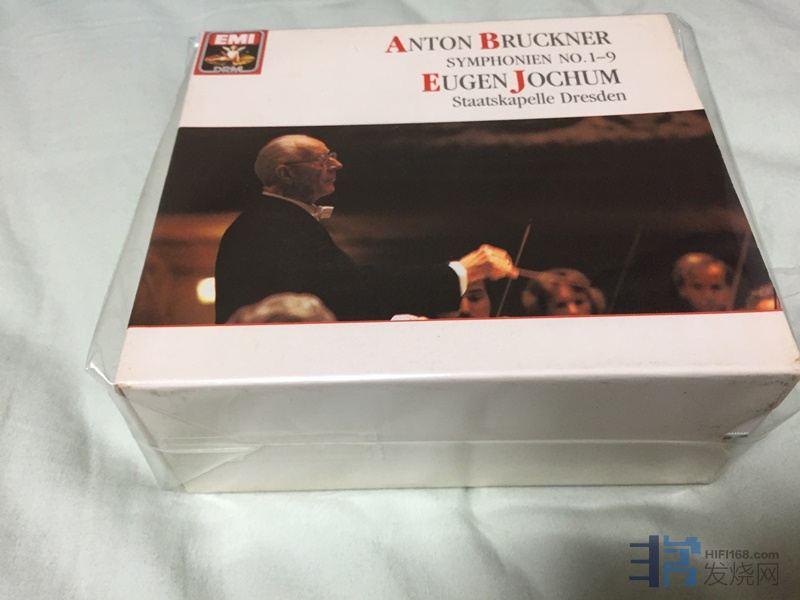 EMI
DRM
ANTON BRUCKNER
SYMPHONIEN NO. 1–9
EUGEN JOCHUM
Staatskapelle Dresden
HIFI168.com
发烧网